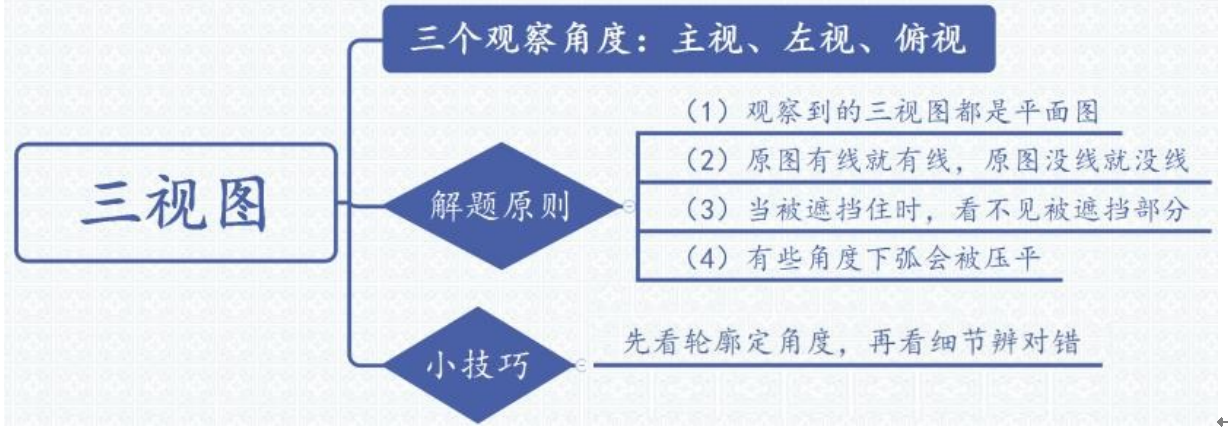 三视图
三个观察角度：主视、左视、俯视
解题原则
（1）观察到的三视图都是平面图
（2）原图有线就有线，原图没线就没线
（3）当被遮挡住时，看不见被遮挡部分
（4）有些角度下弧会被压平
小技巧
先看轮廓定角度，再看细节辨对错